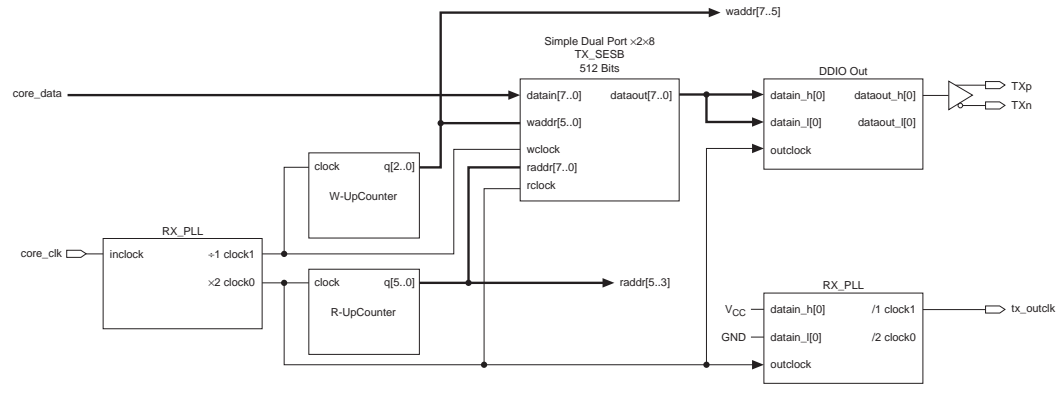 waddr[7..5]
Simple Dual Port ×2×8
TX_SESB
512 Bits
core_data
datain[7..0]
dataout[7..0]
waddr[5..0]
wclock
raddr[7..0]
rclock
DDIO Out
datain_h[0]
dataout_h[0]
datain_l[0]
dataout_l[0]
outclock
TXp
TXn
clock
q[2..0]
W-UpCounter
RX_PLL
core_clk
inclock
÷1 clock1
×2 clock0
clock
q[5..0]
R-UpCounter
raddr[5..3]
RX_PLL
VCC
datain_h[0]
/1 clock1
tx_outclk
GND
datain_l[0]
/2 clock0
outclock